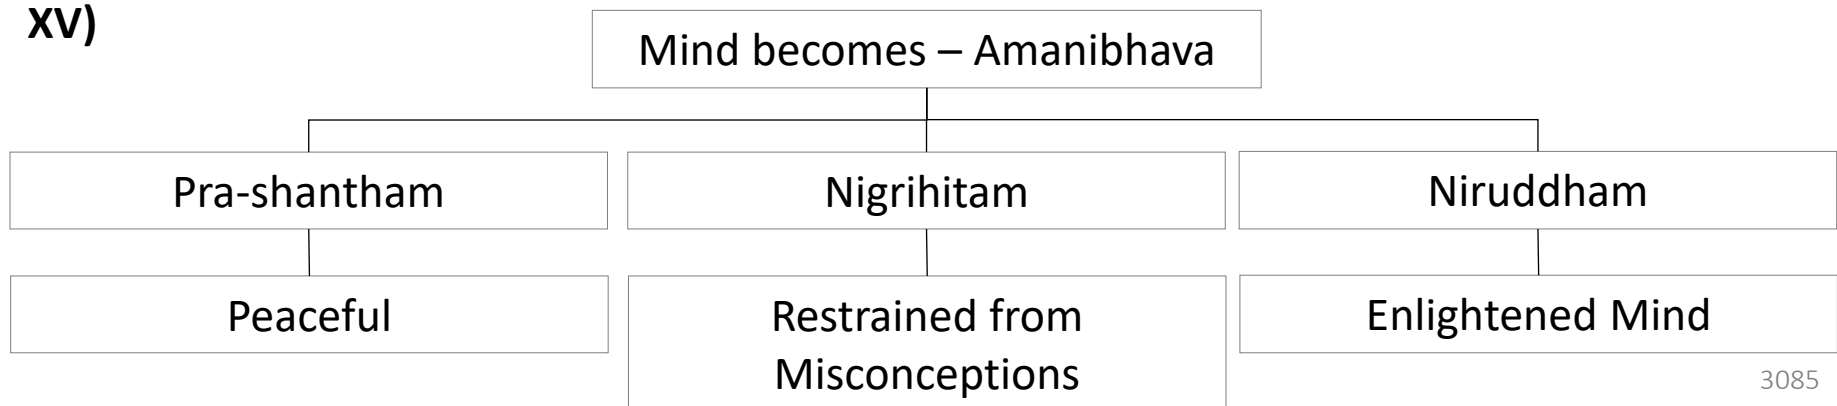 XV)
Mind becomes – Amanibhava
Pra-shantham
Nigrihitam
Niruddham
Peaceful
Restrained from
Misconceptions
Enlightened Mind
3085